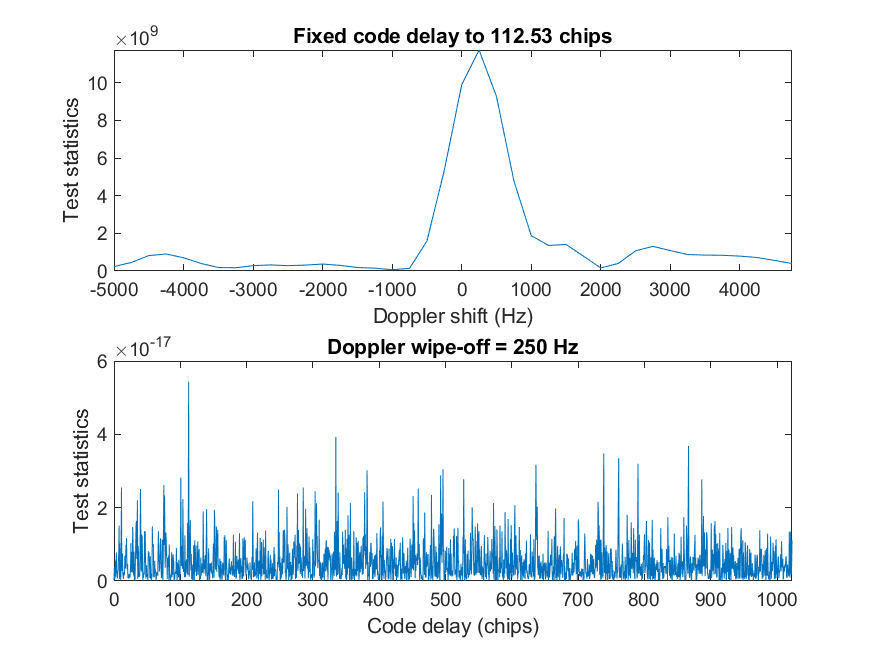 ×10^9
Fixed code delay to 112.53 chips
Test statistics
10
8
6
4
2
0
-5000 -4000 -3000 -2000 -1000 0 1000 2000 3000 4000
Doppler shift (Hz)
×10^-17
Doppler wipe-off = 250 Hz
Test statistics
6
4
2
0
0 100 200 300 400 500 600 700 800 900 1000
Code delay (chips)